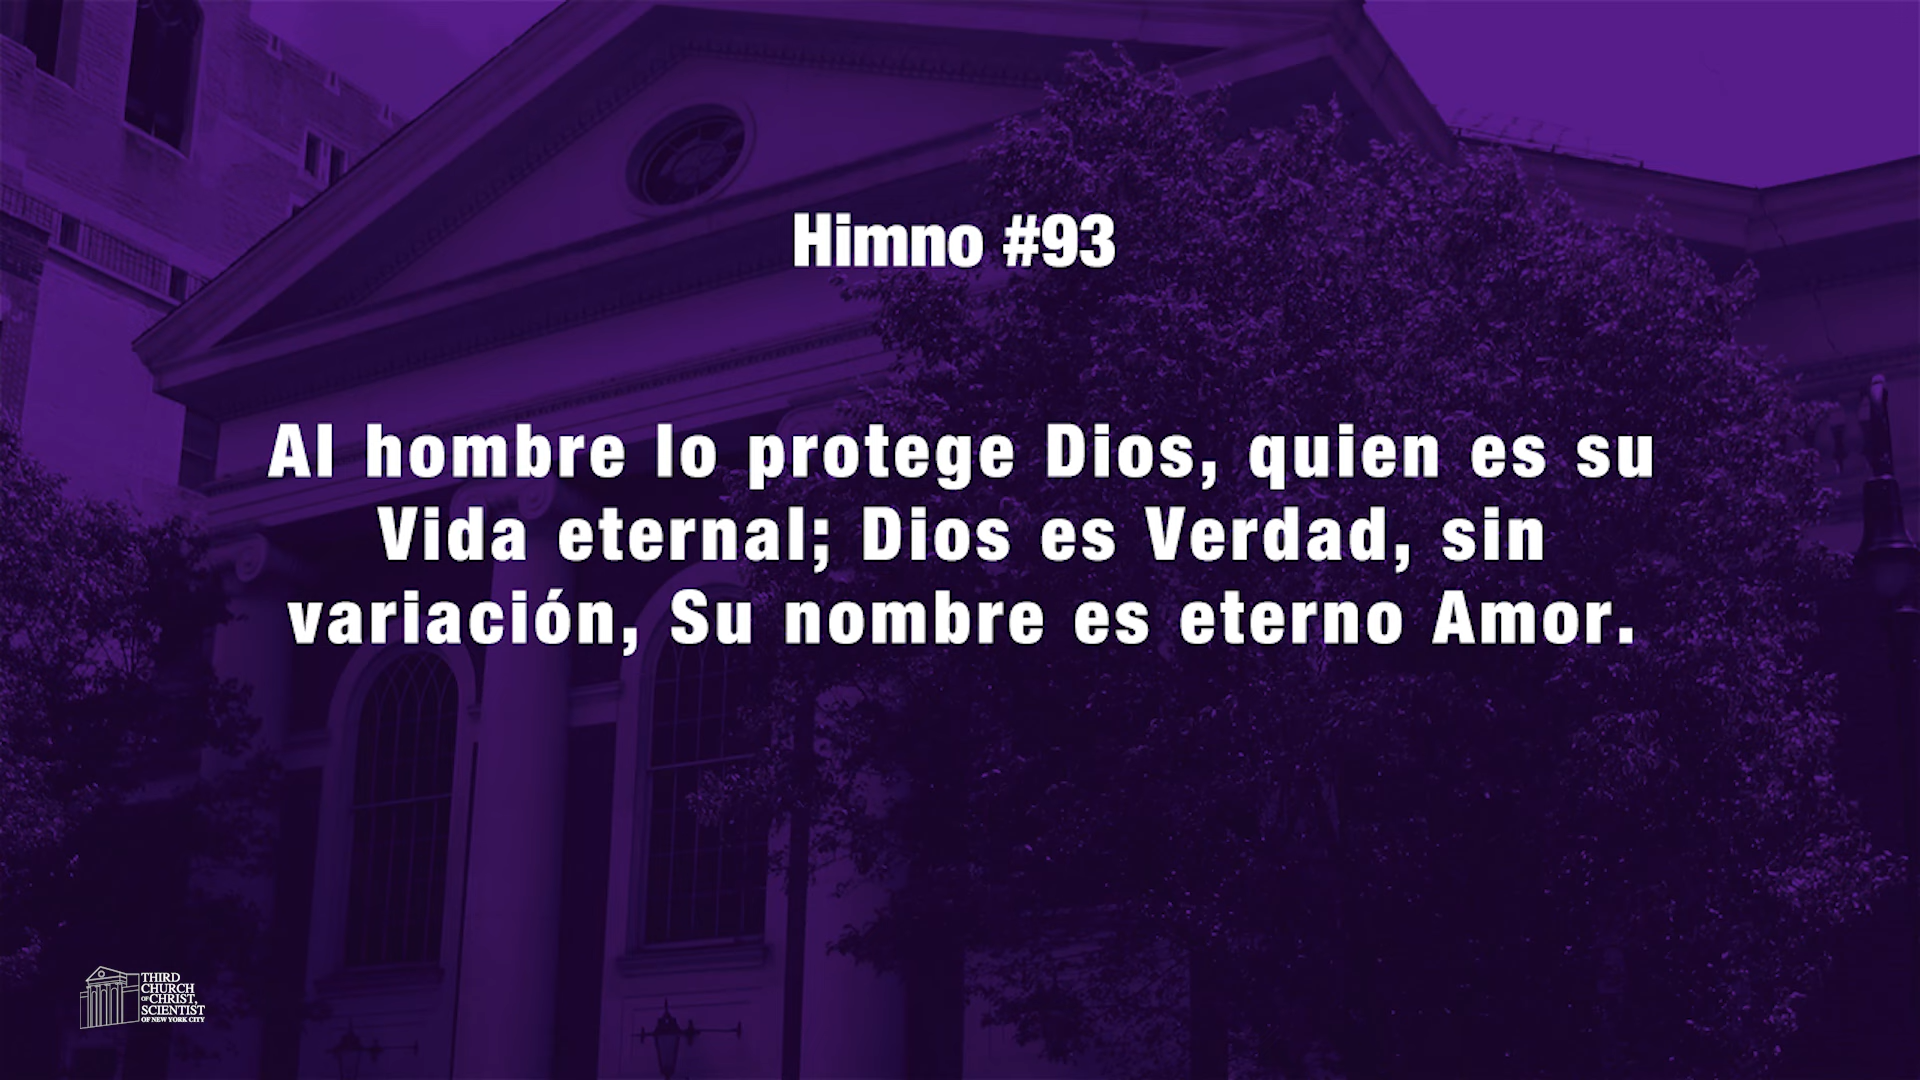 Himno #93
Al hombre lo protege Dios, quien es su
Vida eternal; Dios es Verdad, sin
variación, Su nombre es eterno Amor.
THIRD
CHURCH
OF CHRIST,
SCIENTIST
OF NEW YORK CITY